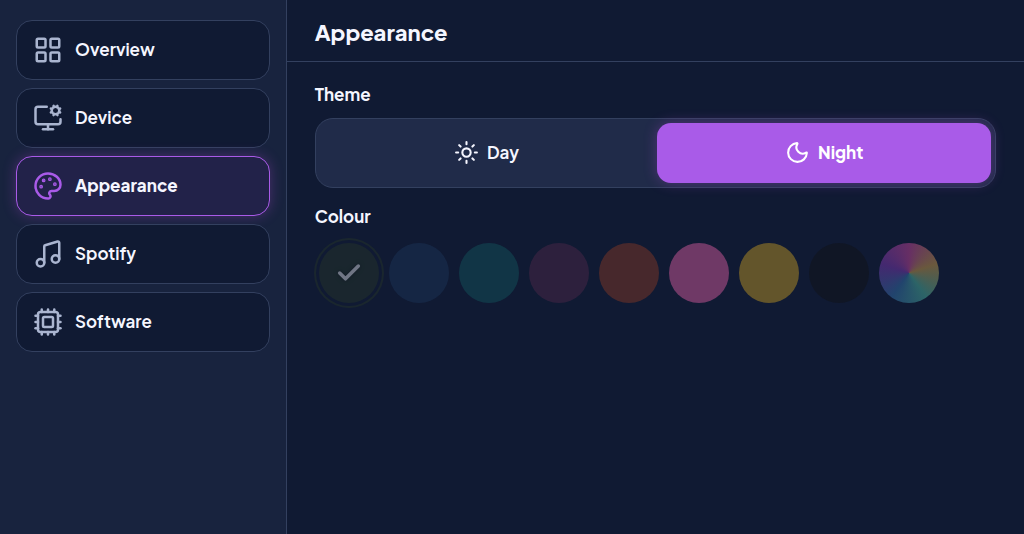 Overview
Device
Appearance
Spotify
Software
Appearance
Theme
Day
Night
Colour